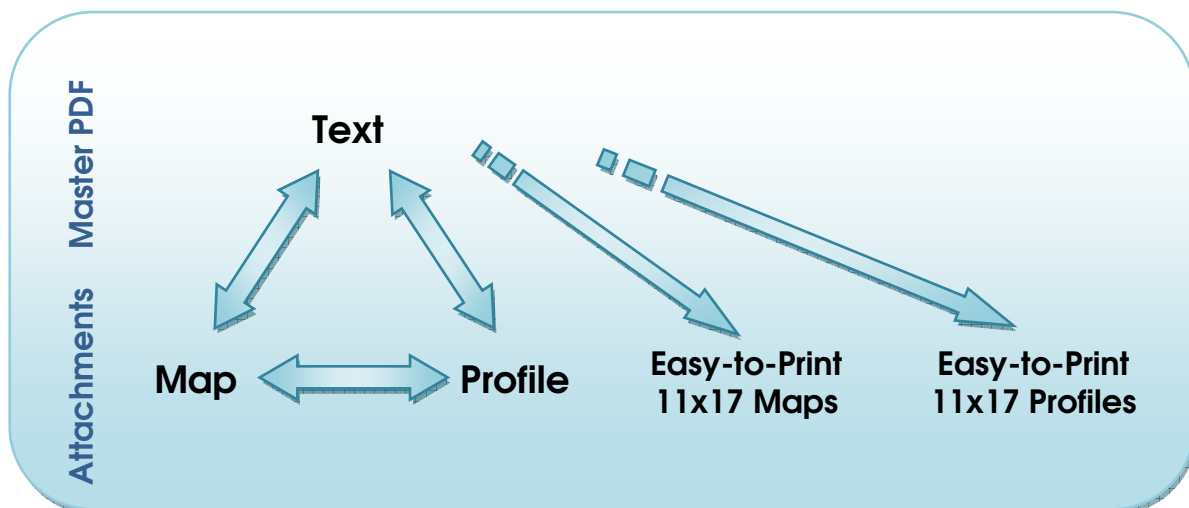 Master PDF
Text
Attachments
Map
Profile
Easy-to-Print
11x17 Maps
Easy-to-Print
11x17 Profiles